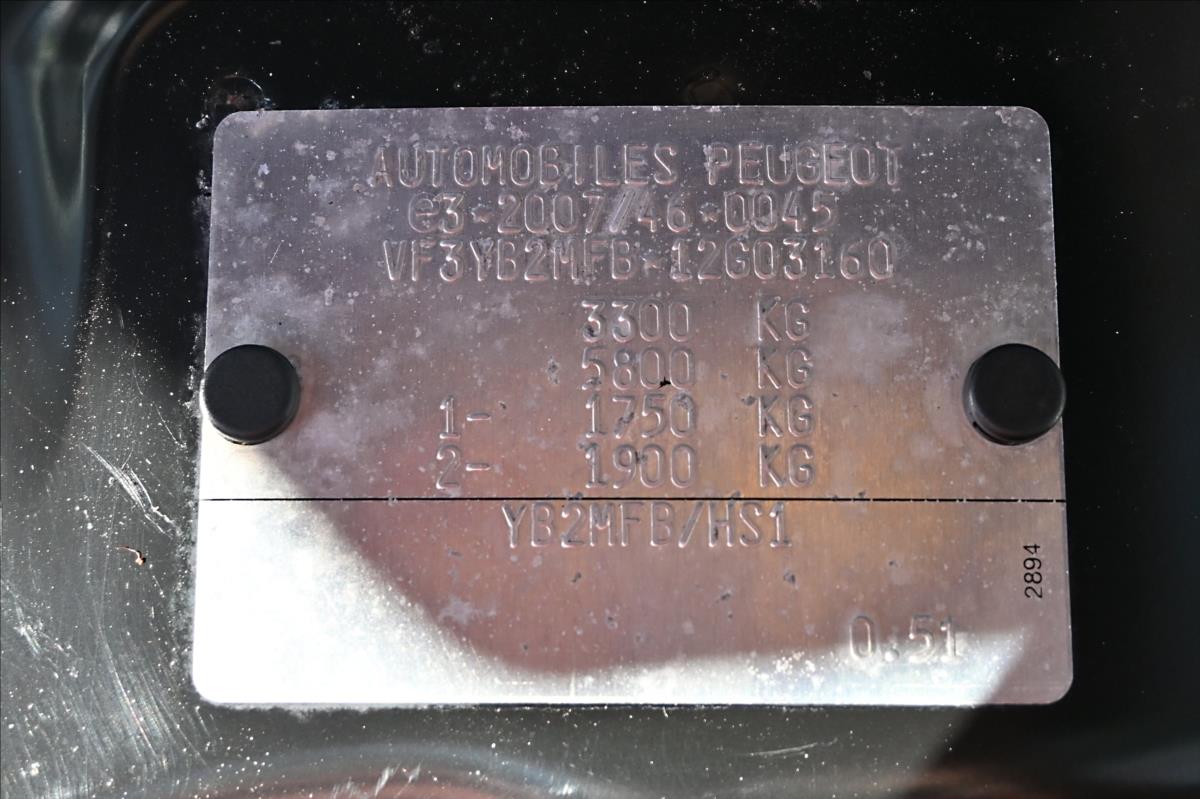 AUTOMOBILES PEUGEOT
e3*2007/46*0045
VF3YB2MFB*12G03160
3300 KG
5800 KG
1- 1750 KG
2- 1900 KG
YB2MFB/HS1
2894
0.51